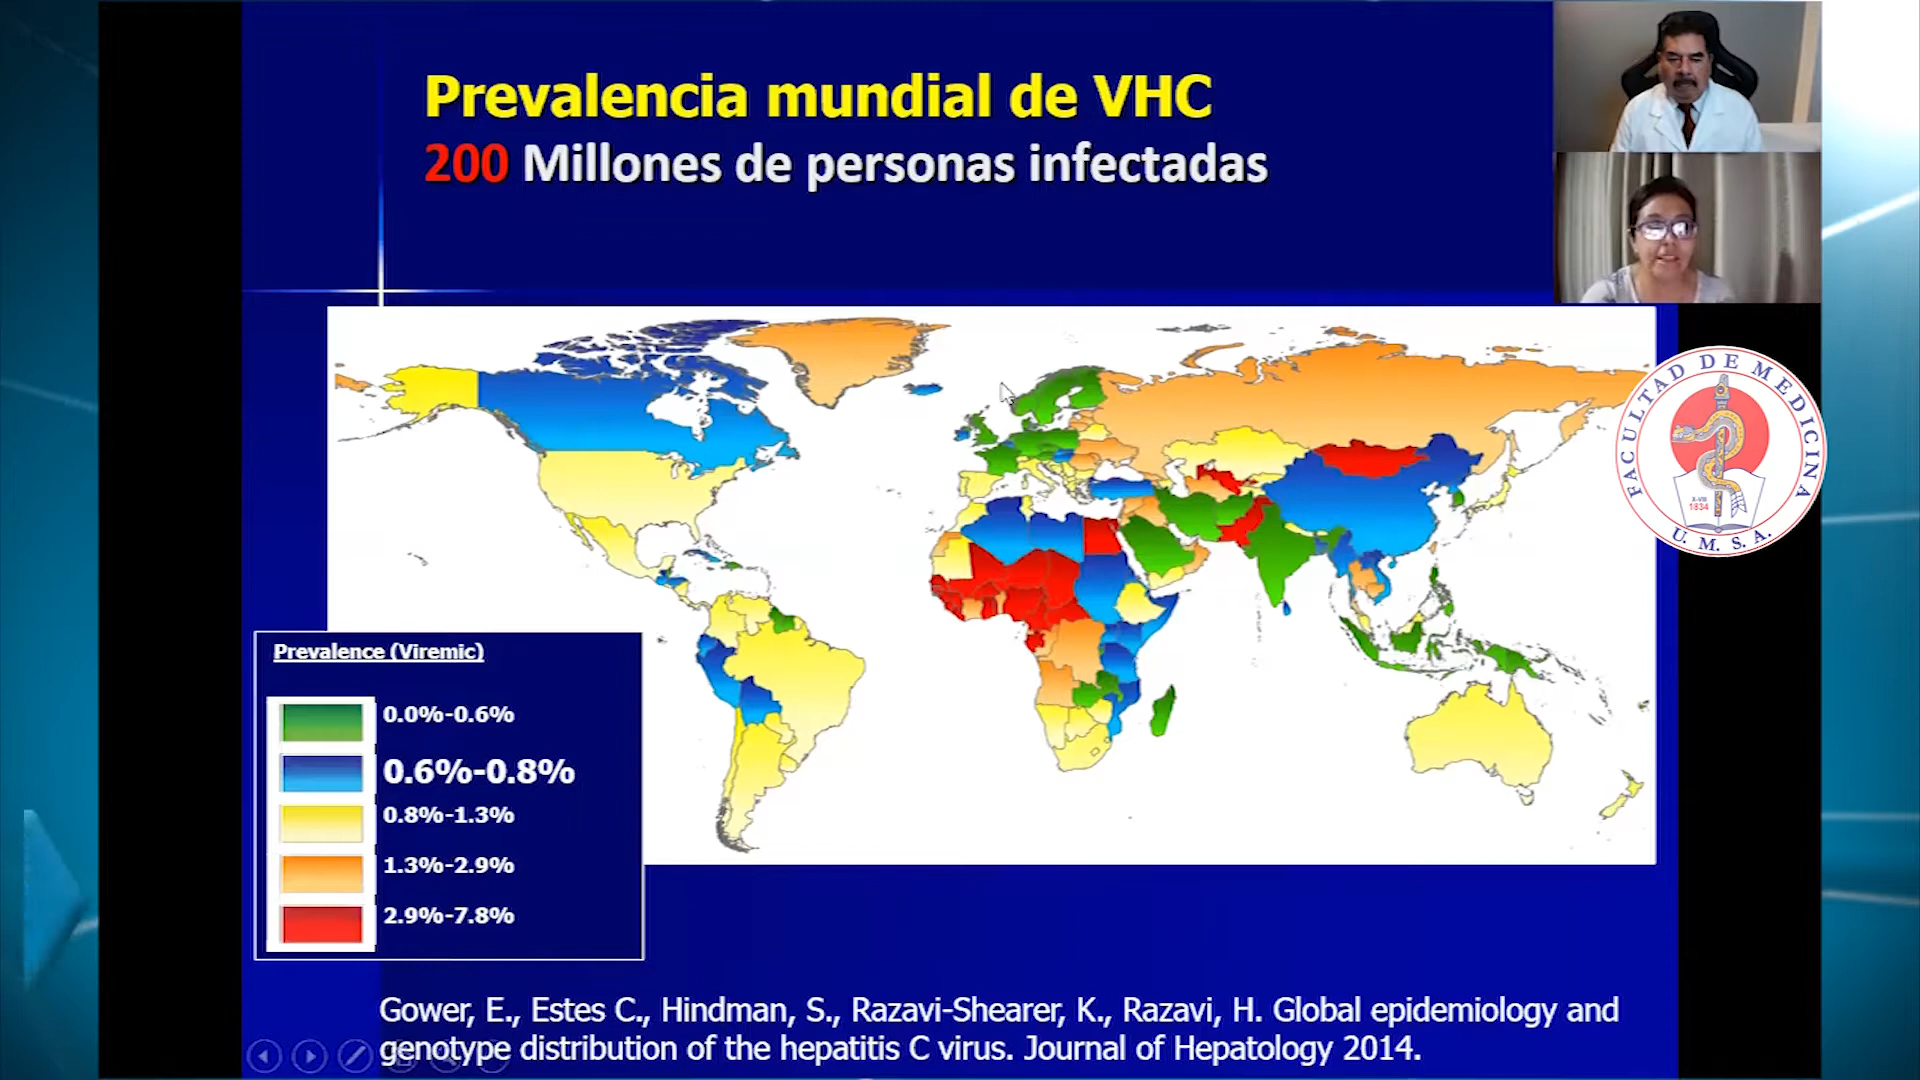 Prevalencia mundial de VHC
200 Millones de personas infectadas
FACULTAD DE MEDICINA
X-VII
1834
U. M. S. A.
Prevalence (Viremic)
0.0%-0.6%
0.6%-0.8%
0.8%-1.3%
1.3%-2.9%
2.9%-7.8%
Gower, E., Estes C., Hindman, S., Razavi-Shearer, K., Razavi, H. Global epidemiology and
genotype distribution of the hepatitis C virus. Journal of Hepatology 2014.